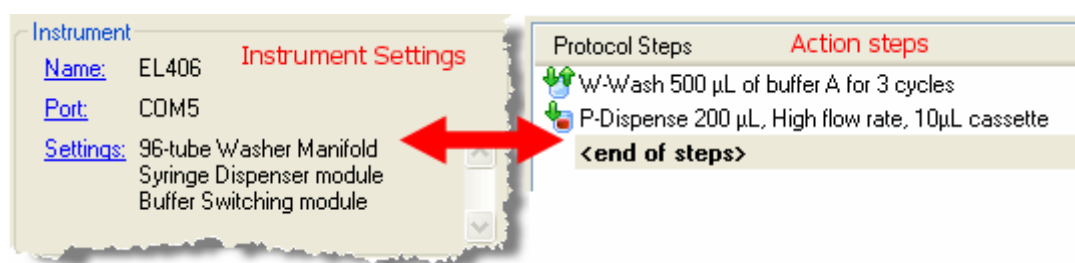 Instrument
Instrument Settings
Name: EL406
Port: COM5
Settings: 96-tube Washer Manifold
Syringe Dispenser module
Buffer Switching module
Protocol Steps Action steps
W-Wash 500 µL of buffer A for 3 cycles
P-Dispense 200 µL, High flow rate, 10µL cassette
<end of steps>